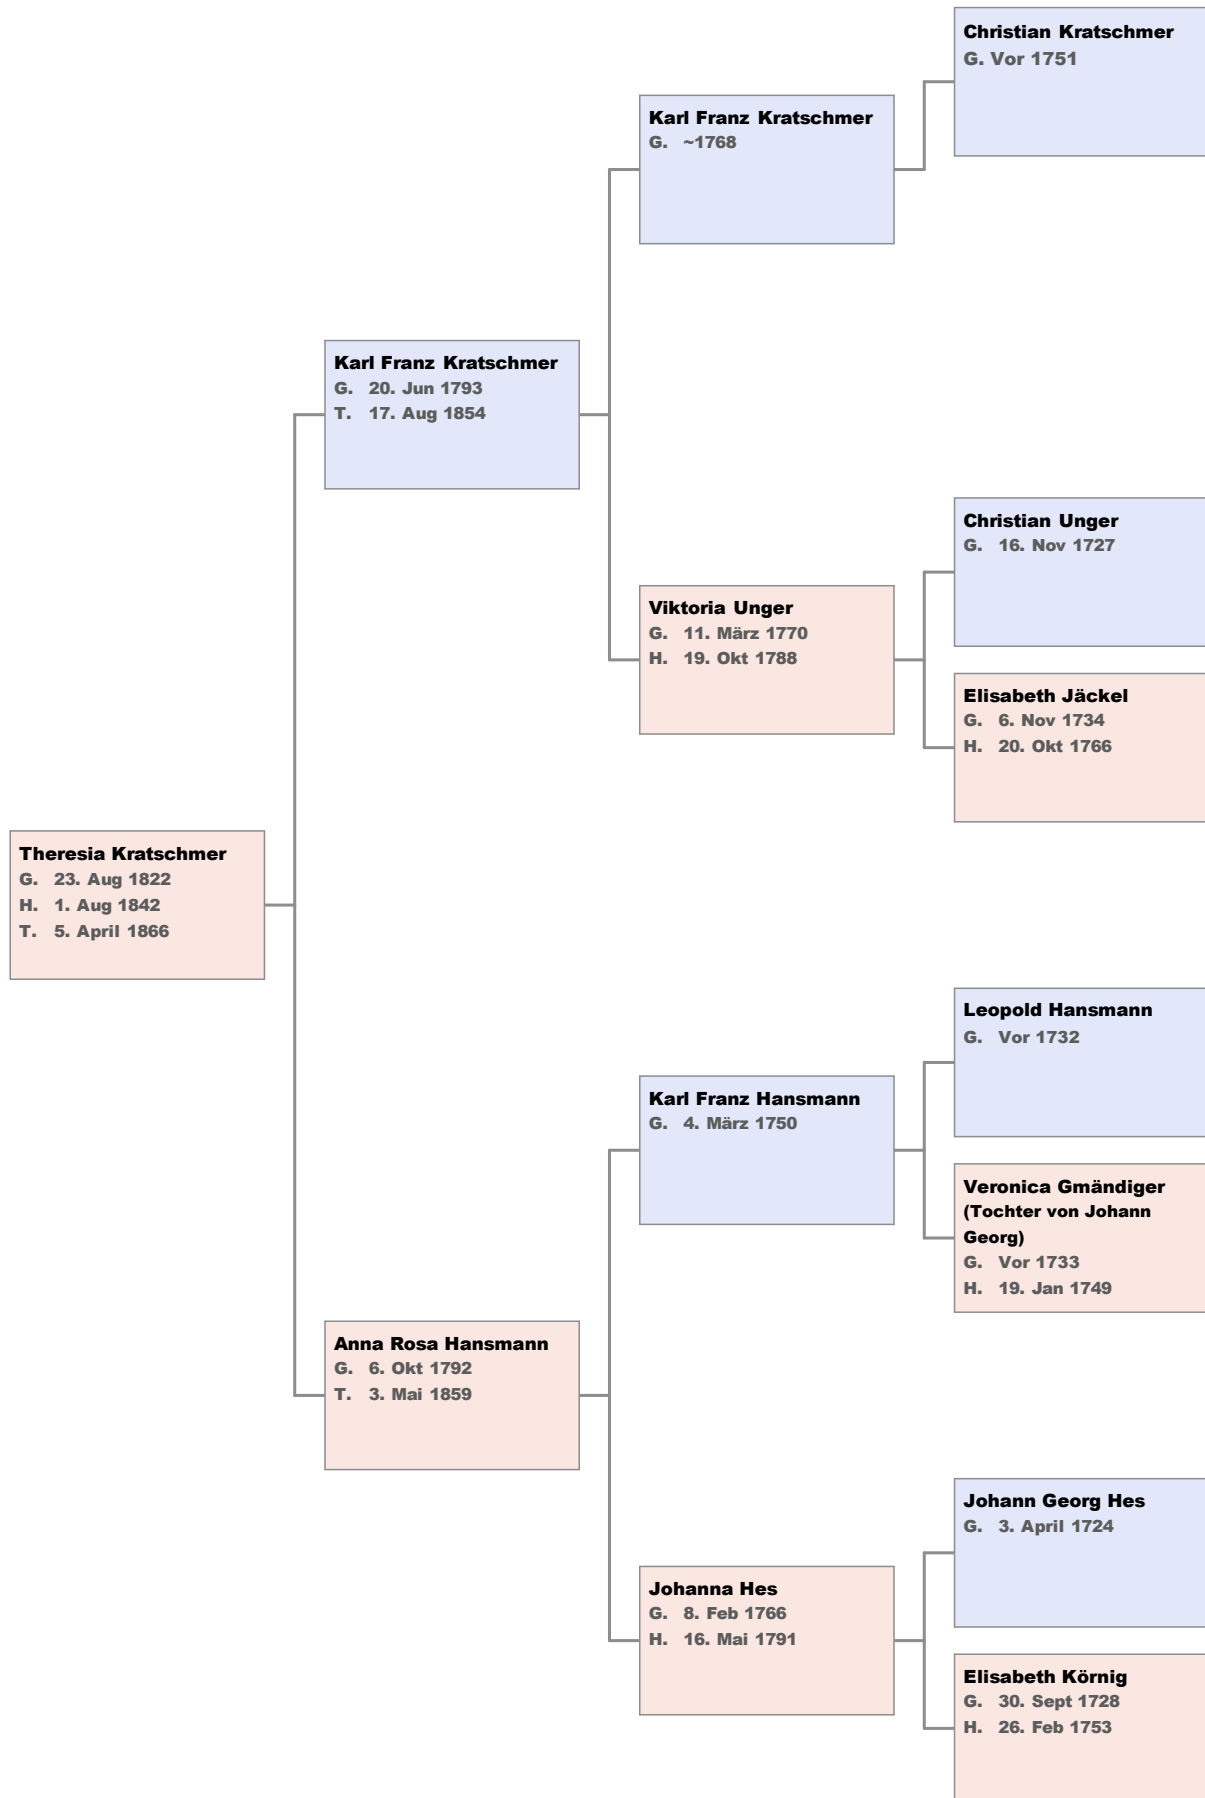 Christian Kratschmer
G. Vor 1751
Karl Franz Kratschmer
G. ~1768
Karl Franz Kratschmer
G. 20. Jun 1793
T. 17. Aug 1854
Christian Unger
G. 16. Nov 1727
Viktoria Unger
G. 11. März 1770
H. 19. Okt 1788
Elisabeth Jäckel
G. 6. Nov 1734
H. 20. Okt 1766
Theresia Kratschmer
G. 23. Aug 1822
H. 1. Aug 1842
T. 5. April 1866
Leopold Hansmann
G. Vor 1732
Karl Franz Hansmann
G. 4. März 1750
Veronica Gmändiger
(Tochter von Johann
Georg)
G. Vor 1733
H. 19. Jan 1749
Anna Rosa Hansmann
G. 6. Okt 1792
T. 3. Mai 1859
Johann Georg Hes
G. 3. April 1724
Johanna Hes
G. 8. Feb 1766
H. 16. Mai 1791
Elisabeth Körnig
G. 30. Sept 1728
H. 26. Feb 1753